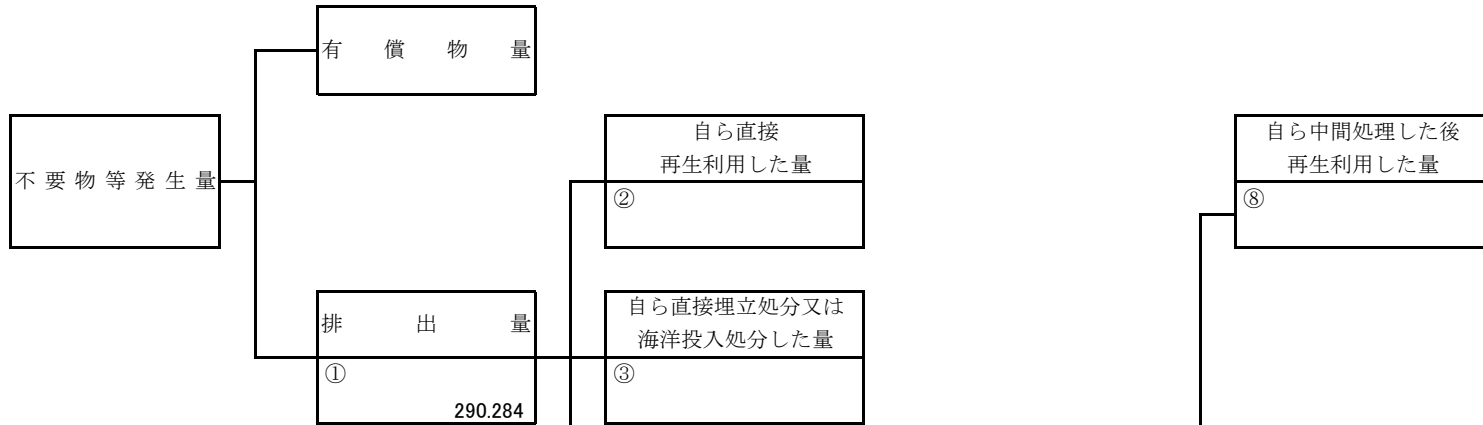 有償物量
不要物等発生量
自ら直接
再生利用した量
②
自ら中間処理した後
再生利用した量
⑧
排出量
①
290.284
自ら直接埋立処分又は
海洋投入処分した量
③